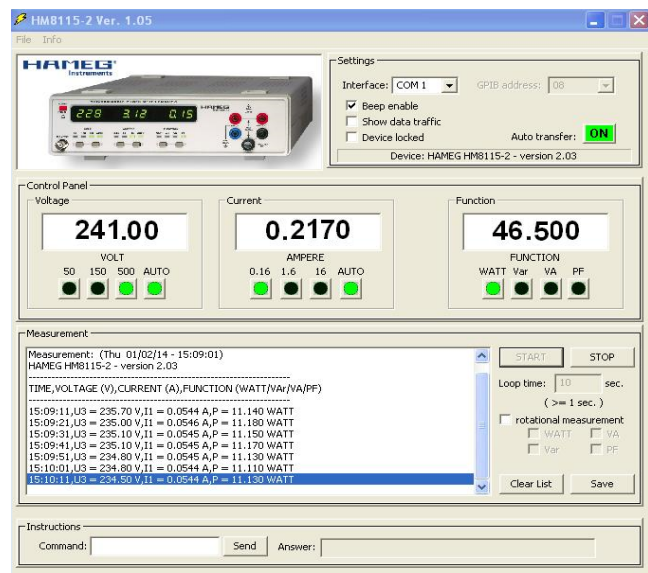 HM8115-2 Ver. 1.05
File Info
HAMEG
Instruments
228 3.12 0.15
HAMEG
Settings
Interface: COM 1 GPIB address: 08
Beep enable
Show data traffic
Device locked Auto transfer: ON
Device: HAMEG HM8115-2 - version 2.03
Control Panel
Voltage Current Function
241.00 0.2170 46.500
VOLT AMPERE FUNCTION
50 150 500 AUTO 0.16 1.6 16 AUTO WATT Var VA PF
Measurement
Measurement: (Thu 01/02/14 - 15:09:01)
HAMEG HM8115-2 - version 2.03
------------------------------------------------------------
TIME,VOLTAGE (V),CURRENT (A),FUNCTION (WATT/VAr/VA/PF)
------------------------------------------------------------
15:09:11,U3 = 235.70 V,I1 = 0.0544 A,P = 11.140 WATT
15:09:21,U3 = 235.00 V,I1 = 0.0546 A,P = 11.180 WATT
15:09:31,U3 = 235.10 V,I1 = 0.0545 A,P = 11.150 WATT
15:09:41,U3 = 235.10 V,I1 = 0.0545 A,P = 11.170 WATT
15:09:51,U3 = 234.80 V,I1 = 0.0545 A,P = 11.130 WATT
15:10:01,U3 = 234.80 V,I1 = 0.0544 A,P = 11.110 WATT
15:10:11,U3 = 234.50 V,I1 = 0.0544 A,P = 11.130 WATT
START STOP
Loop time: 10 sec.
( >= 1 sec. )
rotational measurement
WATT VA
Var PF
Clear List Save
Instructions
Command: Send Answer: